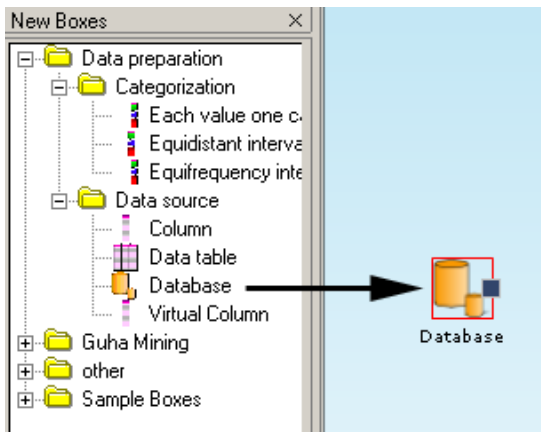 New Boxes
Data preparation
Categorization
Each value one c
Equidistant interva
Equifrequency inte
Data source
Column
Data table
Database
Virtual Column
Guha Mining
other
Sample Boxes
Database